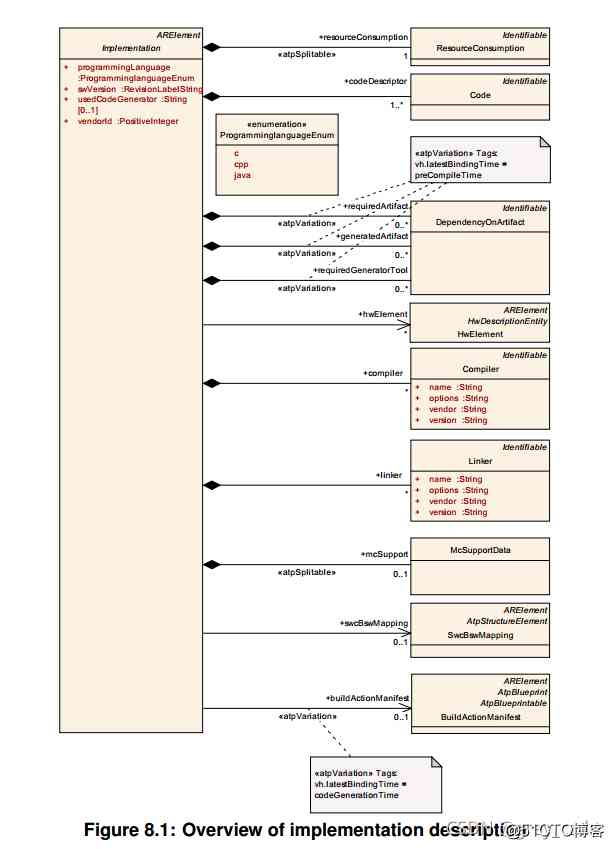 ARElement
Implementation
+ programmingLanguage
:ProgramminglanguageEnum
+ swVersion :RevisionLabelString
+ usedCodeGenerator :String
[0..1]
+ vendorId :PositiveInteger
+resourceConsumption
«atpSplitable»
1
Identifiable
ResourceConsumption
+codeDescriptor
1..*
Identifiable
Code
«enumeration»
ProgramminglanguageEnum
c
cpp
java
«atpVariation» Tags:
vh.latestBindingTime =
preCompileTime
+requiredArtifact
«atpVariation»
0..*
Identifiable
DependencyOnArtifact
+generatedArtifact
«atpVariation»
0..*
+requiredGeneratorTool
«atpVariation»
0..*
+hwElement
*
ARElement
HwDescriptionEntity
HwElement
+compiler
*
Identifiable
Compiler
+ name :String
+ options :String
+ vendor :String
+ version :String
+linker
*
Identifiable
Linker
+ name :String
+ options :String
+ vendor :String
+ version :String
+mcSupport
«atpSplitable»
0..1
McSupportData
+swcBswMapping
0..1
ARElement
AtpStructureElement
SwcBswMapping
+buildActionManifest
«atpVariation»
0..1
ARElement
AtpBlueprint
AtpBlueprintable
BuildActionManifest
«atpVariation» Tags:
vh.latestBindingTime =
codeGenerationTime
Figure 8.1: Overview of implementation description
@51CTO博客